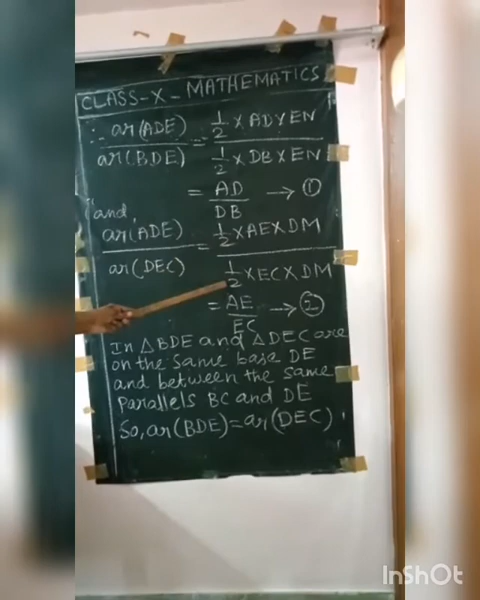 CLASS-X-MATHEMATICS
∴ ar(ADE)/ar(BDE) = 1/2 × AD × EN / 1/2 × DB × EN
= AD/DB → ①
and,
ar(ADE)/ar(DEC) = 1/2 × AE × DM / 1/2 × EC × DM
= AE/EC → ②
In △BDE and △DEC are
on the same base DE
and between the same
Parallels BC and DE
So, ar(BDE) = ar(DEC)
InShOt